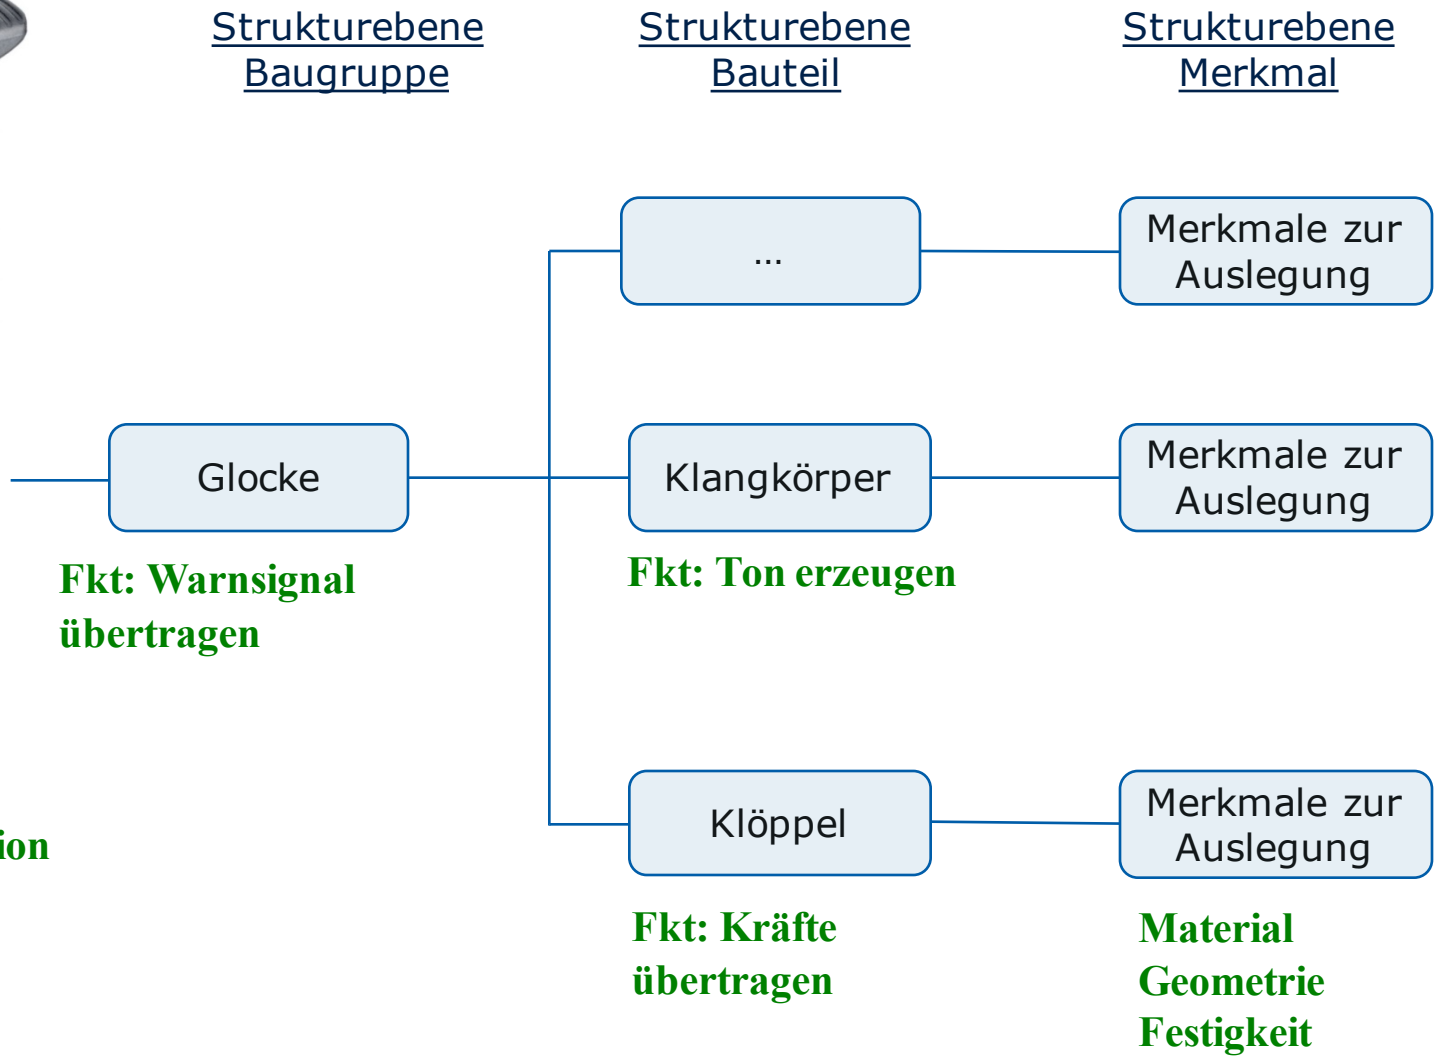 Strukturebene
Baugruppe
Strukturebene
Bauteil
Strukturebene
Merkmal
…
Merkmale zur
Auslegung
Glocke
Klangkörper
Merkmale zur
Auslegung
Fkt: Warnsignal
übertragen
Fkt: Ton erzeugen
Klöppel
Merkmale zur
Auslegung
ion
Fkt: Kräfte
übertragen
Material
Geometrie
Festigkeit